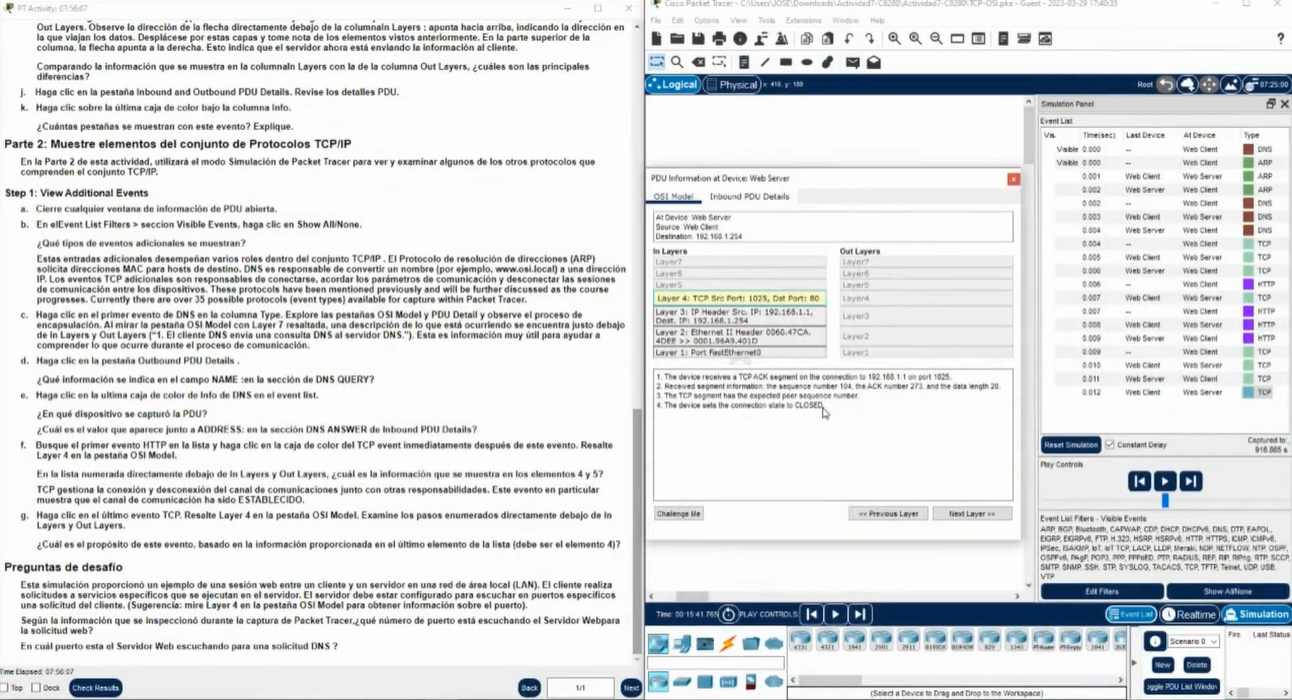 PT Activity: 07:56:07
Out Layers. Observe la dirección de la flecha directamente debajo de la columnaIn Layers ; apunta hacia arriba, indicando la dirección en
la que viajan los datos. Desplácese por estas capas y tome nota de los elementos vistos anteriormente. En la parte superior de la
columna, la flecha apunta a la derecha. Esto indica que el servidor ahora está enviando la información al cliente.
Comparando la información que se muestra en la columnaIn Layers con la de la columna Out Layers, ¿cuáles son las principales
diferencias?
j. Haga clic en la pestaña Inbound and Outbound PDU Details. Revise los detalles PDU.
k. Haga clic sobre la última caja de color bajo la columna Info.
¿Cuántas pestañas se muestran con este evento? Explique.
Parte 2: Muestre elementos del conjunto de Protocolos TCP/IP
En la Parte 2 de esta actividad, utilizará el modo Simulación de Packet Tracer para ver y examinar algunos de los otros protocolos que
comprenden el conjunto TCP/IP.
Step 1: View Additional Events
a. Cierre cualquier ventana de información de PDU abierta.
b. En elEvent List Filters > seccion Visible Events, haga clic en Show All/None.
¿Qué tipos de eventos adicionales se muestran?
Estas entradas adicionales desempeñan varios roles dentro del conjunto TCP/IP . El Protocolo de resolución de direcciones (ARP)
solicita direcciones MAC para hosts de destino. DNS es responsable de convertir un nombre (por ejemplo, www.osi.local) a una dirección
IP. Los eventos TCP adicionales son responsables de conectarse, acordar los parámetros de comunicación y desconectar las sesiones
de comunicación entre los dispositivos. These protocols have been mentioned previously and will be further discussed as the course
progresses. Currently there are over 35 possible protocols (event types) available for capture within Packet Tracer.
c. Haga clic en el primer evento de DNS en la columna Type. Explore las pestañas OSI Model y PDU Detail y observe el proceso de
encapsulación. Al mirar la pestaña OSI Model con Layer 7 resaltada, una descripción de lo que está ocurriendo se encuentra justo debajo
de In Layers y Out Layers ("1. El cliente DNS envia una consulta DNS al servidor DNS."). Esta es información muy útil para ayudar a
comprender lo que ocurre durante el proceso de comunicación.
d. Haga clic en la pestaña Outbound PDU Details .
¿Qué información se indica en el campo NAME :en la sección de DNS QUERY?
e. Haga clic en la ultima caja de color de Info de DNS en el event list.
¿En qué dispositivo se capturó la PDU?
¿Cuál es el valor que aparece junto a ADDRESS: en la sección DNS ANSWER de Inbound PDU Details?
f. Busque el primer evento HTTP en la lista y haga clic en la caja de color del TCP event inmediatamente después de este evento. Resalte
Layer 4 en la pestaña OSI Model.
En la lista numerada directamente debajo de In Layers y Out Layers, ¿cuál es la información que se muestra en los elementos 4 y 5?
TCP gestiona la conexión y desconexión del canal de comunicaciones junto con otras responsabilidades. Este evento en particular
muestra que el canal de comunicación ha sido ESTABLECIDO.
g. Haga clic en el último evento TCP. Resalte Layer 4 en la pestaña OSI Model. Examine los pasos enumerados directamente debajo de In
Layers y Out Layers.
¿Cuál es el propósito de este evento, basado en la información proporcionada en el último elemento de la lista (debe ser el elemento 4)?
Preguntas de desafío
Esta simulación proporcionó un ejemplo de una sesión web entre un cliente y un servidor en una red de área local (LAN). El cliente realiza
solicitudes a servicios específicos que se ejecutan en el servidor. El servidor debe estar configurado para escuchar en puertos específicos
una solicitud del cliente. (Sugerencia: mire Layer 4 en la pestaña OSI Model para obtener información sobre el puerto).
Según la información que se inspeccionó durante la captura de Packet Tracer,¿qué número de puerto está escuchando el Servidor Webpara
la solicitud web?
En cuál puerto esta el Servidor Web escuchando para una solicitud DNS ?
Time Elapsed: 07:56:07
Top Dock Check Results Back 1/1 Next
Cisco Packet Tracer - C:\Users\JOSE\Downloads\Actividad7-C8280\Actividad7-TCP-OSI.pka - Guest - 2023-03-29 17:40:35
File Edit Options View Tools Extensions Window Help
Logical Physical x: 418, y: 189 Root 07:25:00
PDU Information at Device: Web Server
OSI Model Inbound PDU Details
At Device: Web Server
Source: Web Client
Destination: 192.168.1.254
In Layers Out Layers
Layer7 Layer7
Layer6 Layer6
Layer5 Layer5
Layer 4: TCP Src Port: 1025, Dst Port: 80 Layer4
Layer 3: IP Header Src. IP: 192.168.1.1,
Dest. IP: 192.168.1.254 Layer3
Layer 2: Ethernet II Header 0060.47CA.
4DEE >> 0001.96A9.401D Layer2
Layer 1: Port FastEthernet0 Layer1
1. The device receives a TCP ACK segment on the connection to 192.168.1.1 on port 1025.
2. Received segment information: the sequence number 104, the ACK number 273, and the data length 20.
3. The TCP segment has the expected peer sequence number.
4. The device sets the connection state to CLOSED.
Challenge Me << Previous Layer Next Layer >>
Simulation Panel
Event List
Vis. Time(sec) Last Device At Device Type
Visible 0.000 -- Web Client DNS
Visible 0.000 -- Web Client ARP
0.001 Web Client Web Server ARP
0.002 Web Server Web Client ARP
0.002 -- Web Client DNS
0.003 Web Client Web Server DNS
0.004 Web Server Web Client DNS
0.004 -- Web Client TCP
0.005 Web Client Web Server TCP
0.006 Web Server Web Client TCP
0.006 -- Web Client HTTP
0.007 Web Client Web Server TCP
0.007 -- Web Client HTTP
0.008 Web Client Web Server HTTP
0.009 Web Server Web Client HTTP
0.009 -- Web Client TCP
0.010 Web Client Web Server TCP
0.011 Web Server Web Client TCP
0.012 Web Client Web Server TCP
Reset Simulation Constant Delay Captured to:
916.865 s
Play Controls
Event List Filters - Visible Events
ARP, BGP, Bluetooth, CAPWAP, CDP, DHCP, DHCPv6, DNS, DTP, EAPOL,
EIGRP, EIGRPv6, FTP, H.323, HSRP, HSRPv6, HTTP, HTTPS, ICMP, ICMPv6,
IPSec, ISAKMP, IoT, IoT TCP, LACP, LLDP, Meraki, NDP, NETFLOW, NTP, OSPF,
OSPFv6, PAgP, POP3, PPP, PPPoED, PTP, RADIUS, REP, RIP, RIPng, RTP, SCCP,
SMTP, SNMP, SSH, STP, SYSLOG, TACACS, TCP, TFTP, Telnet, UDP, USB,
VTP
Edit Filters Show All/None
Time: 00:15:41.765 PLAY CONTROLS: Event List Realtime Simulation
Scenario 0 Fire Last Status
4331 4321 1941 2901 2911 819HGW 829 1240 1841
New Delete
Toggle PDU List Window
(Select a Device to Drag and Drop to the Workspace)